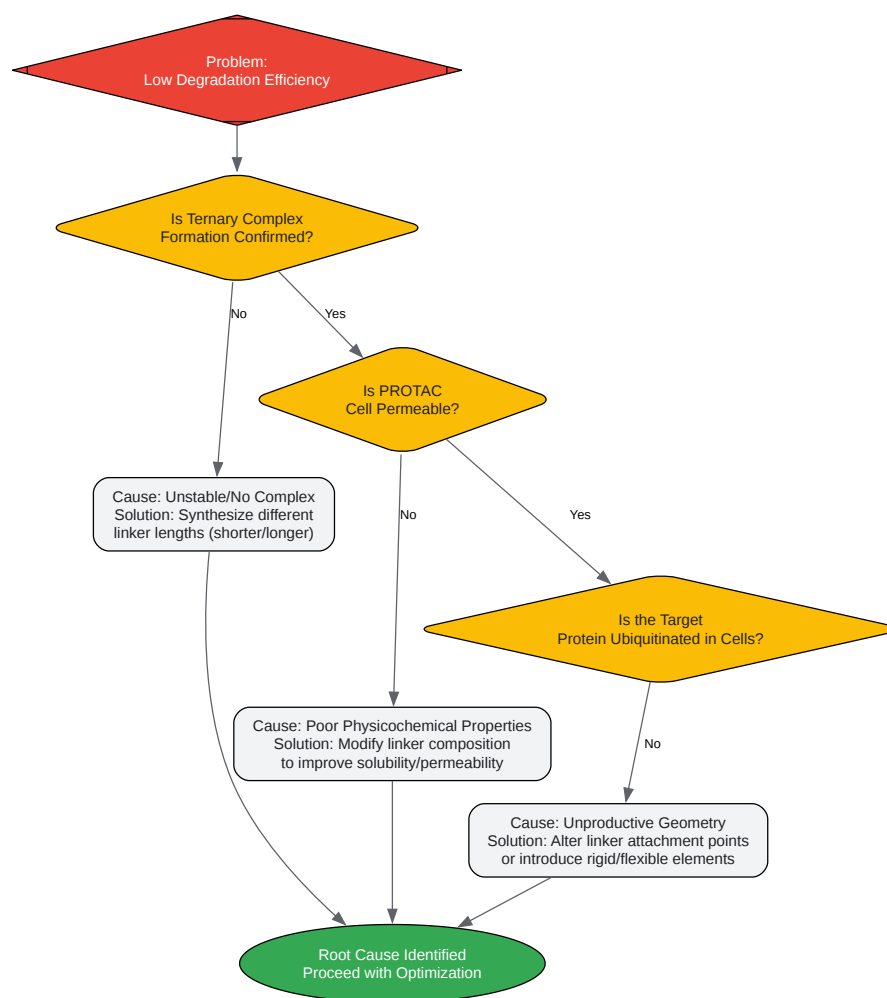 Problem:
Low Degradation Efficiency
Is Ternary Complex
Formation Confirmed?
No
Yes
Is PROTAC
Cell Permeable?
Cause: Unstable/No Complex
Solution: Synthesize different
linker lengths (shorter/longer)
No
Yes
Is the Target
Protein Ubiquitinated in Cells?
Cause: Poor Physicochemical Properties
Solution: Modify linker composition
to improve solubility/permeability
No
Cause: Unproductive Geometry
Solution: Alter linker attachment points
or introduce rigid/flexible elements
Root Cause Identified
Proceed with Optimization